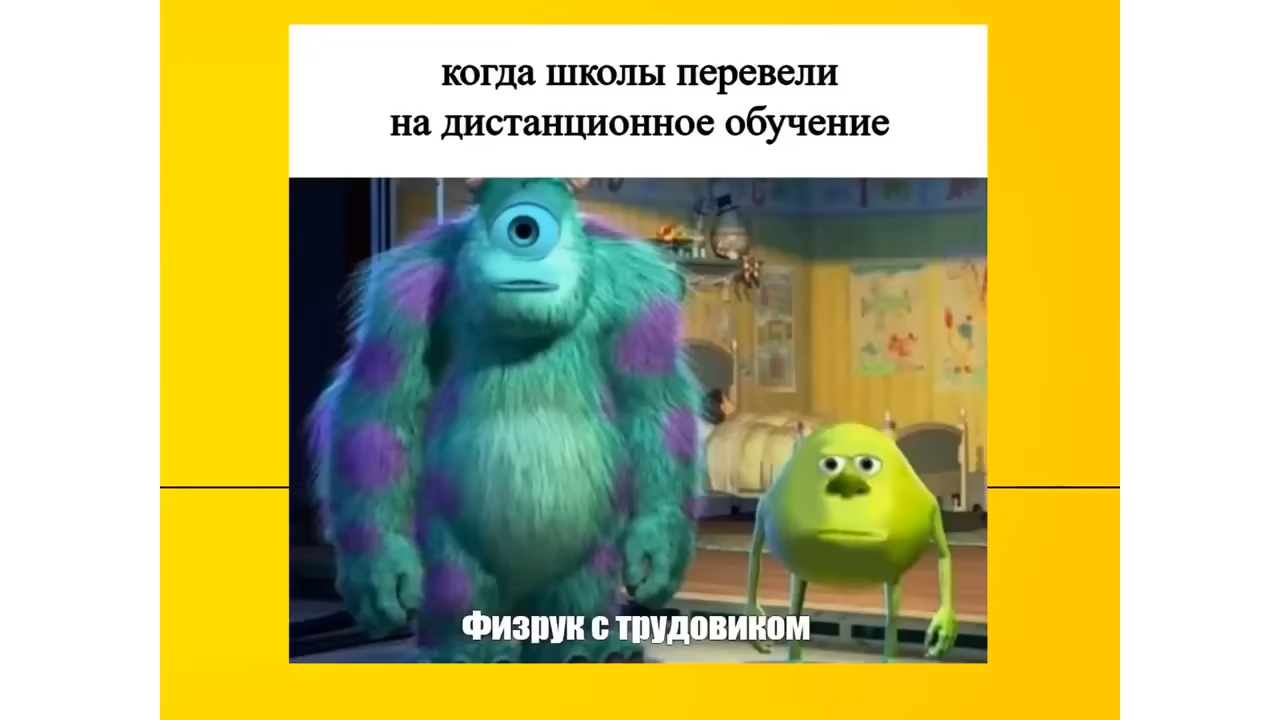 когда школы перевели
на дистанционное обучение
Физрук с трудовиком